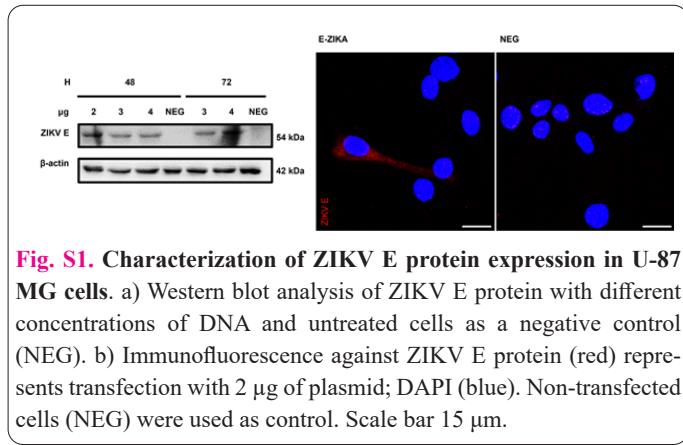 E-ZIKA NEG
H 48 72
µg 2 3 4 NEG 3 4 NEG
ZIKV E 54 kDa
β-actin 42 kDa
ZIKV E
Fig. S1. Characterization of ZIKV E protein expression in U-87
MG cells. a) Western blot analysis of ZIKV E protein with different
concentrations of DNA and untreated cells as a negative control
(NEG). b) Immunofluorescence against ZIKV E protein (red) repre-
sents transfection with 2 µg of plasmid; DAPI (blue). Non-transfected
cells (NEG) were used as control. Scale bar 15 µm.